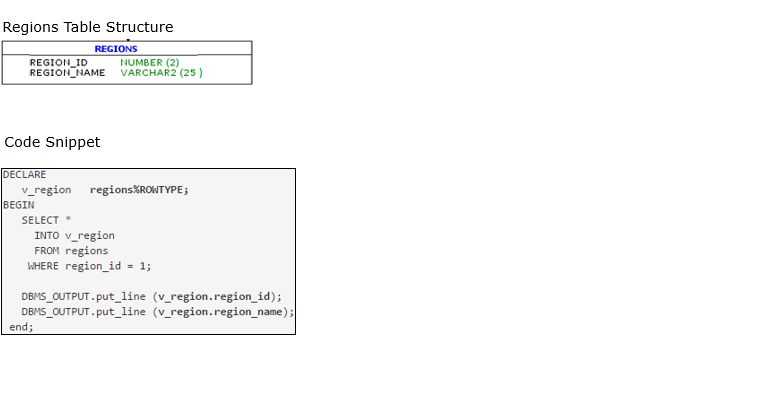 Regions Table Structure
REGIONS
REGION_ID NUMBER (2)
REGION_NAME VARCHAR2 (25 )
Code Snippet
DECLARE
v_region regions%ROWTYPE;
BEGIN
SELECT *
INTO v_region
FROM regions
WHERE region_id = 1;
DBMS_OUTPUT.put_line (v_region.region_id);
DBMS_OUTPUT.put_line (v_region.region_name);
end;